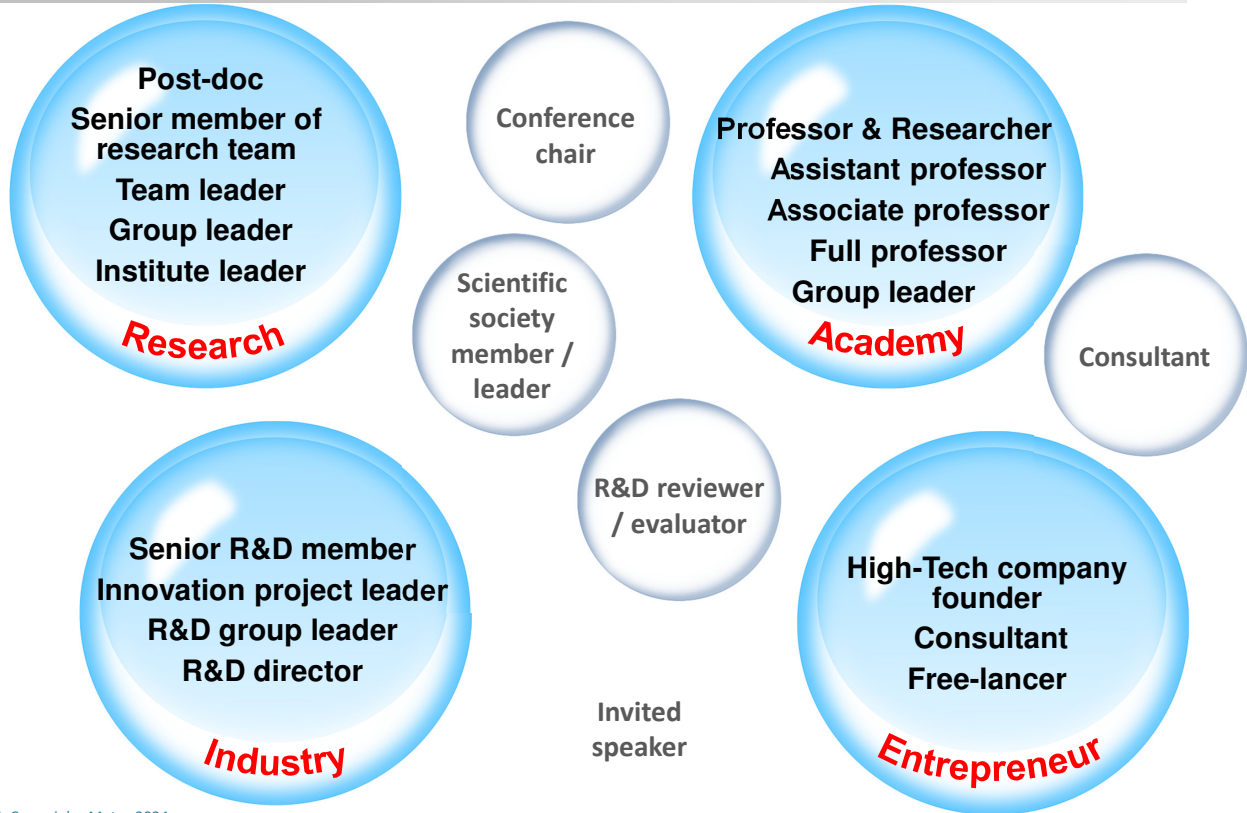 Post-doc
Senior member of
research team
Team leader
Group leader
Institute leader
Research
Conference
chair
Professor & Researcher
Assistant professor
Associate professor
Full professor
Group leader
Academy
Scientific
society
member /
leader
Consultant
R&D reviewer
/ evaluator
Senior R&D member
Innovation project leader
R&D group leader
R&D director
Industry
High-Tech company
founder
Consultant
Free-lancer
Entrepreneur
Invited
speaker